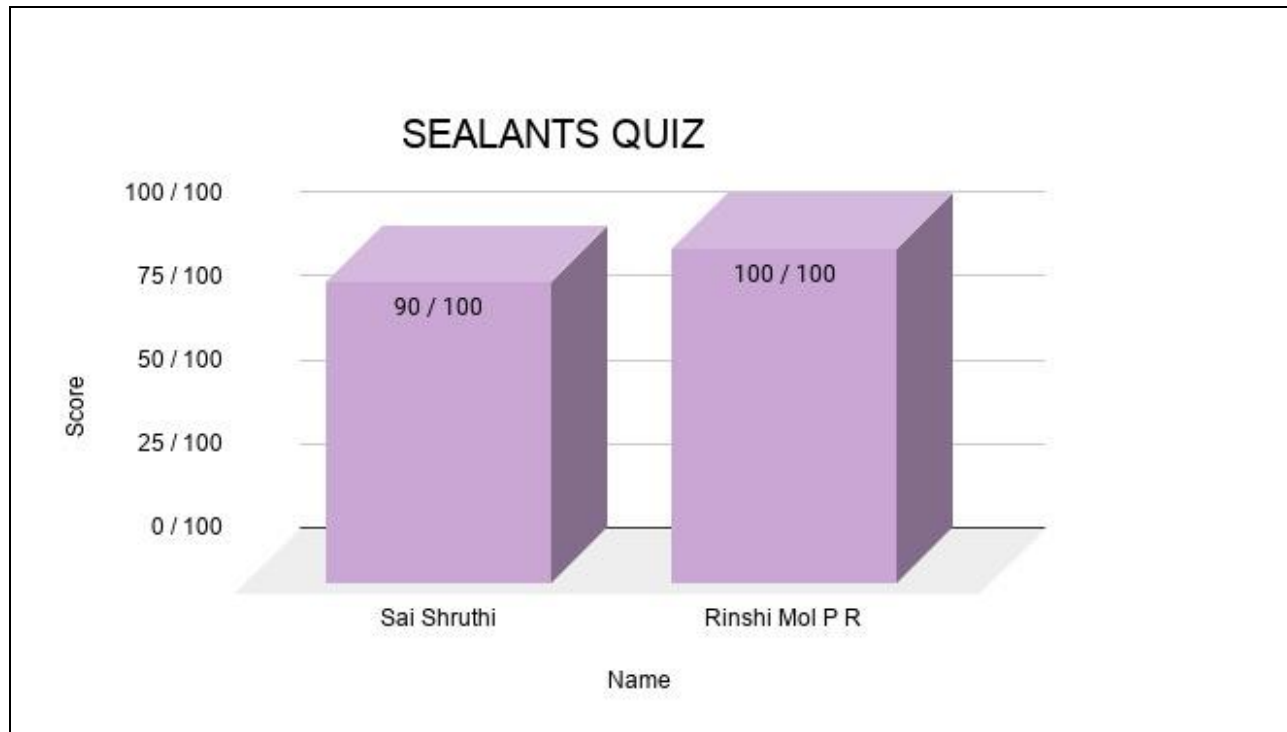 SEALANTS QUIZ
100 / 100
75 / 100
50 / 100
25 / 100
0 / 100
Score
90 / 100
100 / 100
Sai Shruthi
Rinshi Mol P R
Name